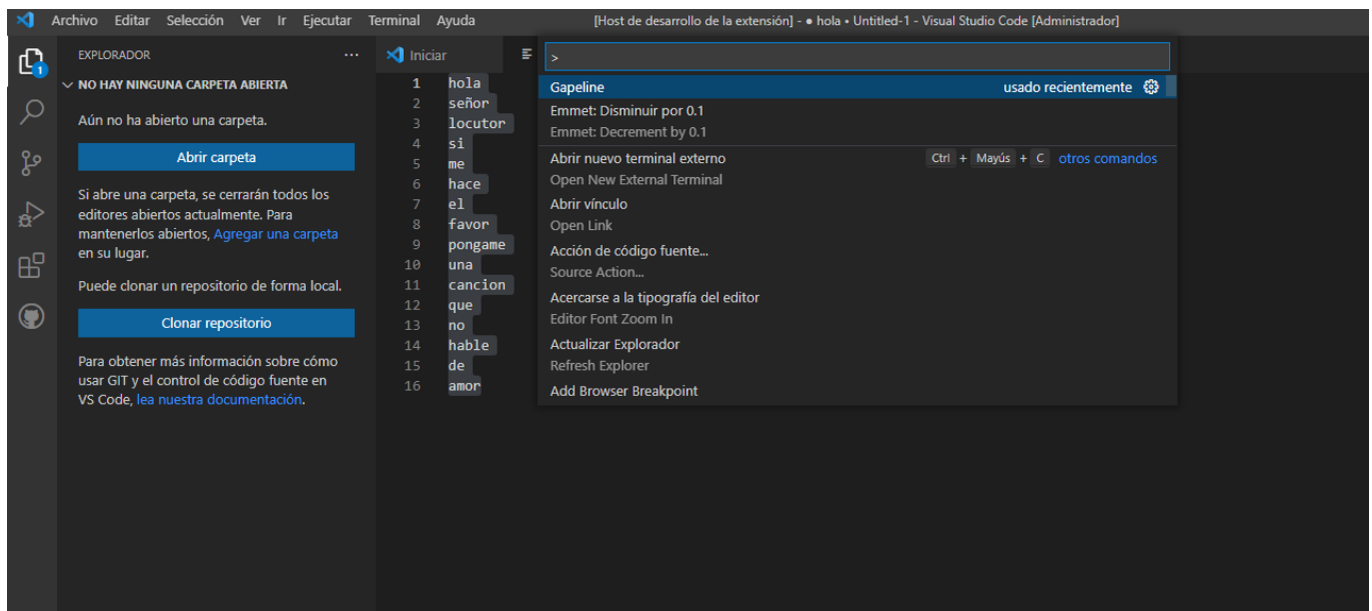 Archivo Editar Selección Ver Ir Ejecutar Terminal Ayuda [Host de desarrollo de la extensión] - ● hola • Untitled-1 - Visual Studio Code [Administrador]
EXPLORADOR ...
NO HAY NINGUNA CARPETA ABIERTA
Aún no ha abierto una carpeta.
Abrir carpeta
Si abre una carpeta, se cerrarán todos los
editores abiertos actualmente. Para
mantenerlos abiertos, Agregar una carpeta
en su lugar.
Puede clonar un repositorio de forma local.
Clonar repositorio
Para obtener más información sobre cómo
usar GIT y el control de código fuente en
VS Code, lea nuestra documentación.
1
Iniciar
1 hola
2 señor
3 locutor
4 si
5 me
6 hace
7 el
8 favor
9 pongame
10 una
11 cancion
12 que
13 no
14 hable
15 de
16 amor
>
Gapeline usado recientemente
Emmet: Disminuir por 0.1
Emmet: Decrement by 0.1
Abrir nuevo terminal externo Ctrl + Mayús + C otros comandos
Open New External Terminal
Abrir vínculo
Open Link
Acción de código fuente...
Source Action...
Acercarse a la tipografía del editor
Editor Font Zoom In
Actualizar Explorador
Refresh Explorer
Add Browser Breakpoint